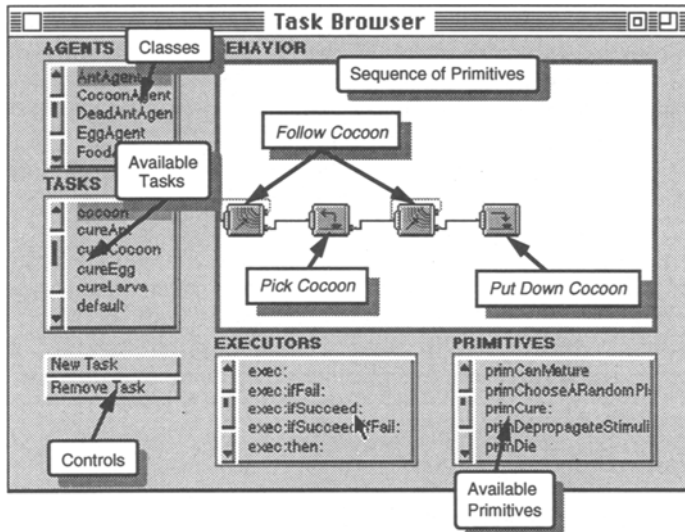 Task Browser
AGENTS
Classes
BEHAVIOR
Sequence of Primitives
AntAgent
CocoonAgent
DeadAntAgen
EggAgent
Follow Cocoon
Available
Tasks
TASKS
cocoon
cureAnt
cureCocoon
cureEgg
cureLarva
default
Pick Cocoon
Put Down Cocoon
New Task
Remove Task
Controls
EXECUTORS
exec:
exec:ifFail:
exec:ifSucceed:
exec:ifSucceed:ifFail:
exec:then:
PRIMITIVES
primCanMature
primChooseARandomPl
primCure:
primDepropagateStimuli
primDie
Available
Primitives